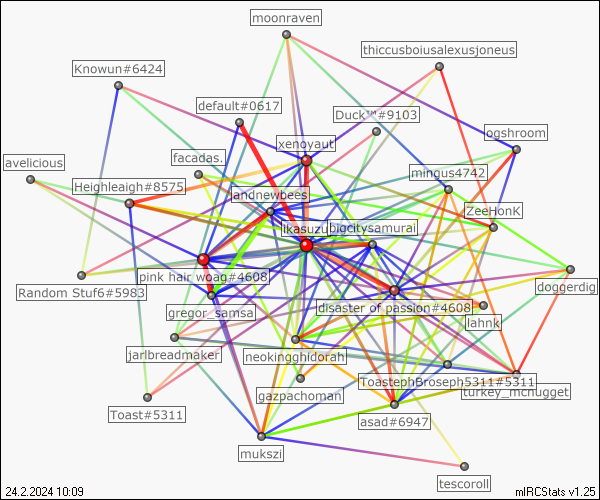 moonraven
thiccusboiusalexusjoneus
Knowun#6424
default#0617
Duck™#9103
ogshroom
xenoyaut
avelicious
facadas.
mingus4742
Heighleaigh#8575
landnewbees
ZeeHonK
ikasuzu
bigcitysamurai
pink hair woag#4608
doggerdig
Random Stuf6#5983
disaster of passion#4608
gregor_samsa
lahnk
jarlbreadmaker
neokingghidorah
ToastephBroseph5311#5311
turkey_mcnugget
gazpachoman
Toast#5311
asad#6947
mukszi
tescoroll
24.2.2024 10:09
mIRCStats v1.25